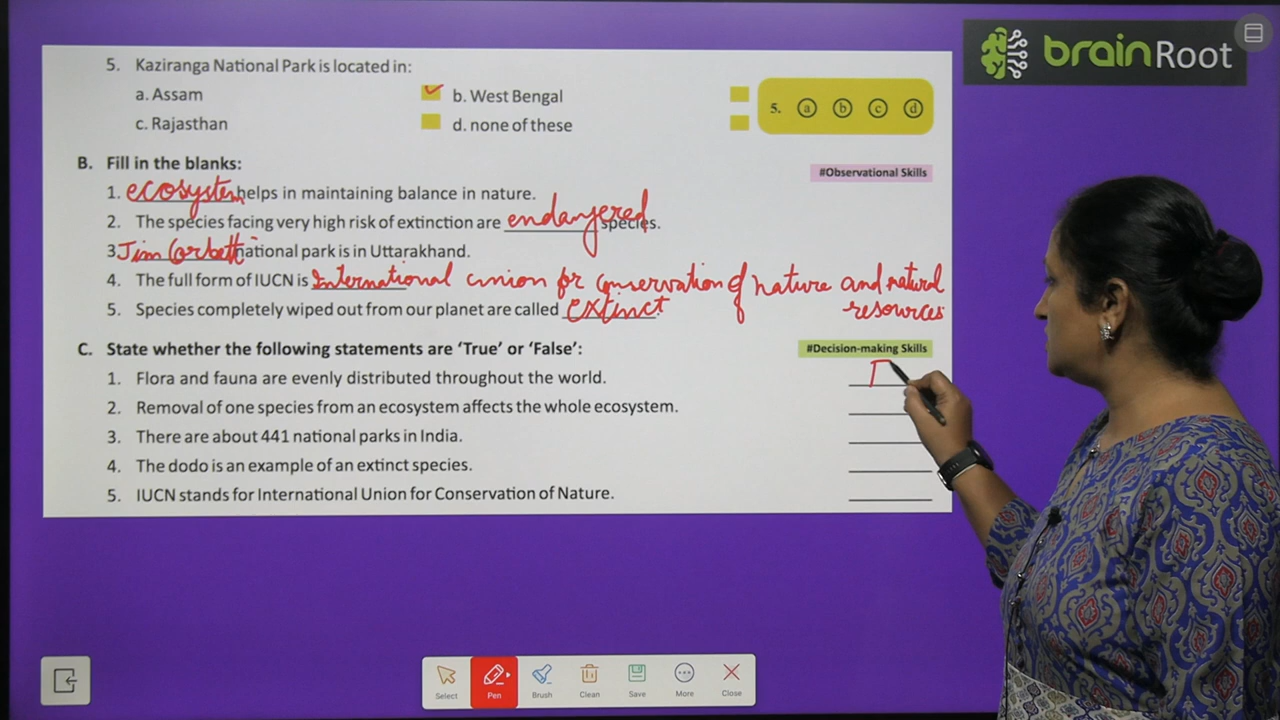 brainRoot
5. Kaziranga National Park is located in:
a. Assam b. West Bengal
c. Rajasthan d. none of these
5. a b c d
B. Fill in the blanks:
#Observational Skills
1. ecosystem helps in maintaining balance in nature.
2. The species facing very high risk of extinction are endangered species.
3. Jim Corbett national park is in Uttarakhand.
4. The full form of IUCN is International union for conservation of nature and natural
resources
5. Species completely wiped out from our planet are called extinct
C. State whether the following statements are ‘True’ or ‘False’:
#Decision-making Skills
1. Flora and fauna are evenly distributed throughout the world.
2. Removal of one species from an ecosystem affects the whole ecosystem.
3. There are about 441 national parks in India.
4. The dodo is an example of an extinct species.
5. IUCN stands for International Union for Conservation of Nature.
Select Pen Brush Clean Save More Close